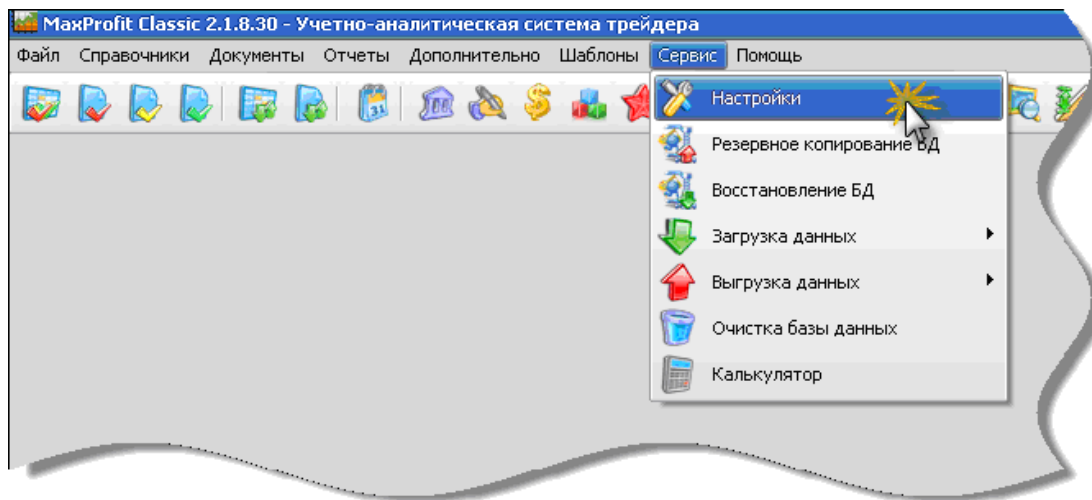 MaxProfit Classic 2.1.8.30 - Учетно-аналитическая система трейдера
Файл Справочники Документы Отчеты Дополнительно Шаблоны Сервис Помощь
31
Настройки
Резервное копирование БД
Восстановление БД
Загрузка данных
Выгрузка данных
Очистка базы данных
Калькулятор